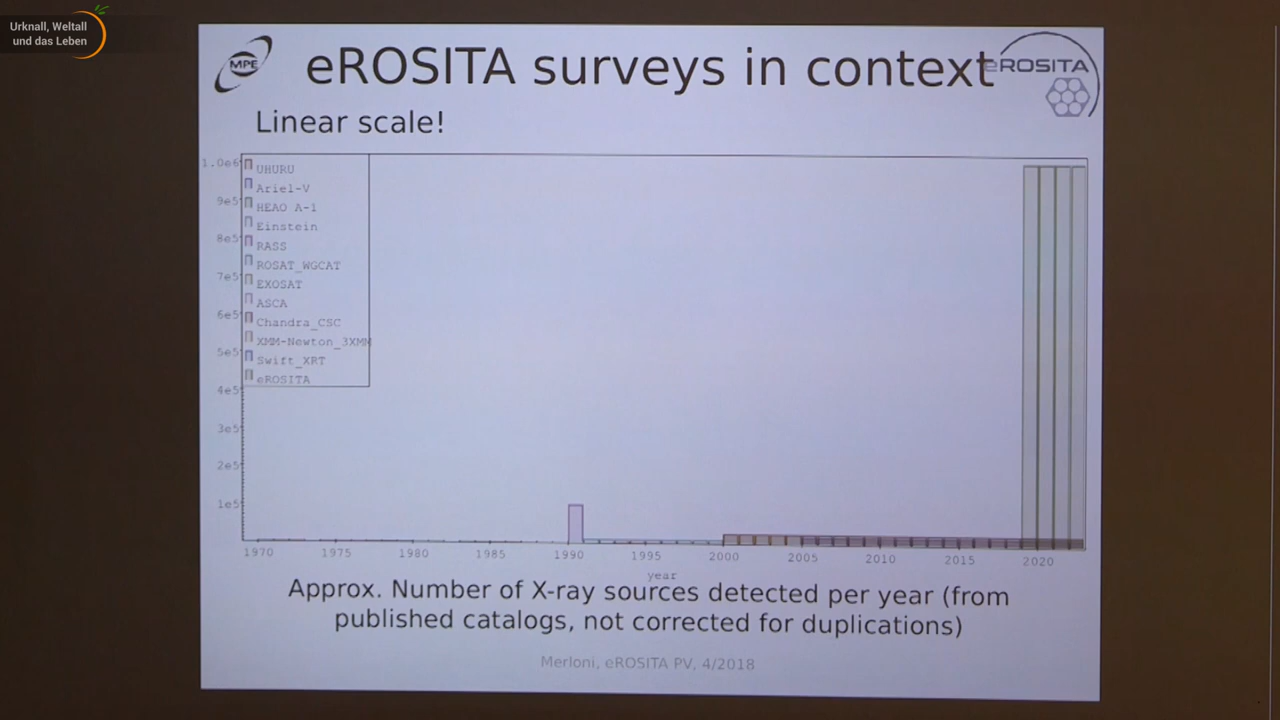 Urknall, Weltall
und das Leben
MPE
eROSITA surveys in context
eROSITA
Linear scale!
1.0e6
9e5
8e5
7e5
6e5
5e5
4e5
3e5
2e5
1e5
UHURU
Ariel-V
HEAO A-1
Einstein
RASS
ROSAT_WGCAT
EXOSAT
ASCA
Chandra_CSC
XMM-Newton_3XMM
Swift_XRT
eROSITA
1970 1975 1980 1985 1990 1995 2000 2005 2010 2015 2020
year
Approx. Number of X-ray sources detected per year (from
published catalogs, not corrected for duplications)
Merloni, eROSITA PV, 4/2018